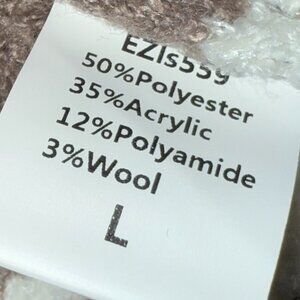 EZIs559
50%Polyester
35%Acrylic
12%Polyamide
3%Wool
L